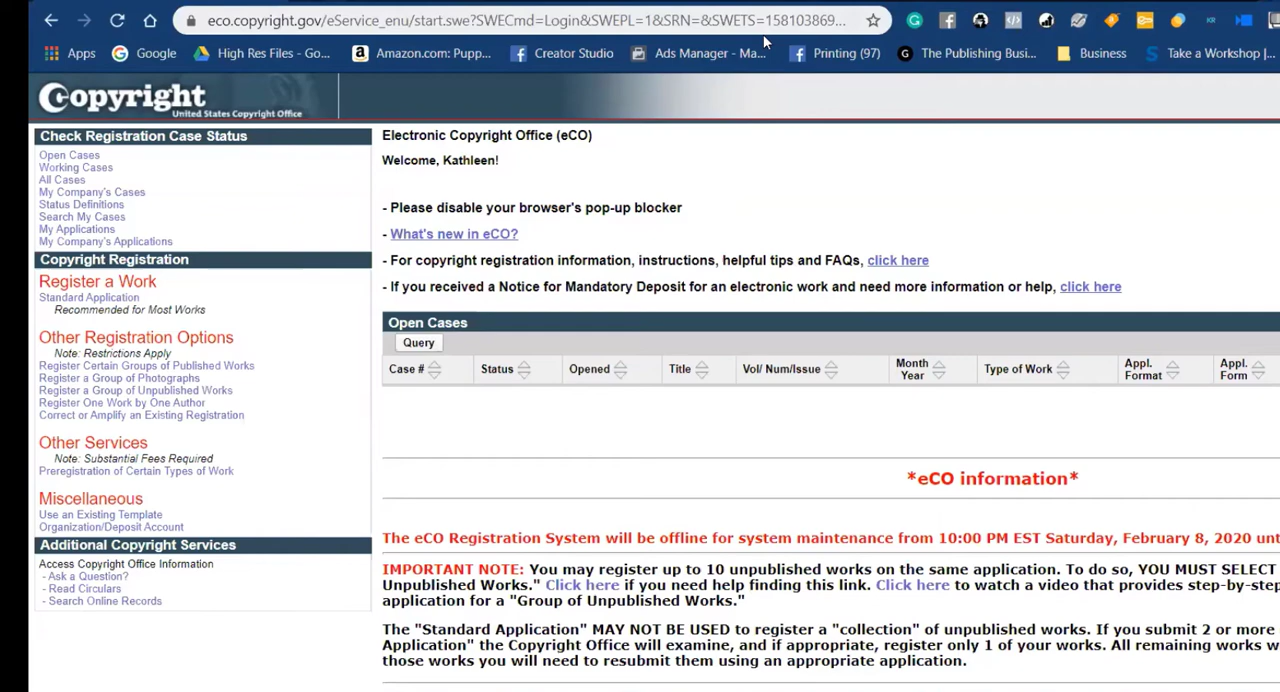 eco.copyright.gov/eService_enu/start.swe?SWECmd=Login&SWEPL=1&SRN=&SWETS=158103869...
KR
Apps Google High Res Files - Go... Amazon.com: Pupp... Creator Studio Ads Manager - Ma... Printing (97) The Publishing Busi... Business Take a Workshop |...
Copyright
United States Copyright Office
Check Registration Case Status
Open Cases
Working Cases
All Cases
My Company's Cases
Status Definitions
Search My Cases
My Applications
My Company's Applications
Copyright Registration
Register a Work
Standard Application
Recommended for Most Works
Other Registration Options
Note: Restrictions Apply
Register Certain Groups of Published Works
Register a Group of Photographs
Register a Group of Unpublished Works
Register One Work by One Author
Correct or Amplify an Existing Registration
Other Services
Note: Substantial Fees Required
Preregistration of Certain Types of Work
Miscellaneous
Use an Existing Template
Organization/Deposit Account
Additional Copyright Services
Access Copyright Office Information
- Ask a Question?
- Read Circulars
- Search Online Records
Electronic Copyright Office (eCO)
Welcome, Kathleen!
- Please disable your browser's pop-up blocker
- What's new in eCO?
- For copyright registration information, instructions, helpful tips and FAQs, click here
- If you received a Notice for Mandatory Deposit for an electronic work and need more information or help, click here
Open Cases
Query
Case # Status Opened Title Vol/ Num/Issue Month Year Type of Work Appl. Format Appl. Form
*eCO information*
The eCO Registration System will be offline for system maintenance from 10:00 PM EST Saturday, February 8, 2020 unt
IMPORTANT NOTE: You may register up to 10 unpublished works on the same application. To do so, YOU MUST SELECT
Unpublished Works." Click here if you need help finding this link. Click here to watch a video that provides step-by-step
application for a "Group of Unpublished Works."
The "Standard Application" MAY NOT BE USED to register a "collection" of unpublished works. If you submit 2 or more
Application" the Copyright Office will examine, and if appropriate, register only 1 of your works. All remaining works w
those works you will need to resubmit them using an appropriate application.